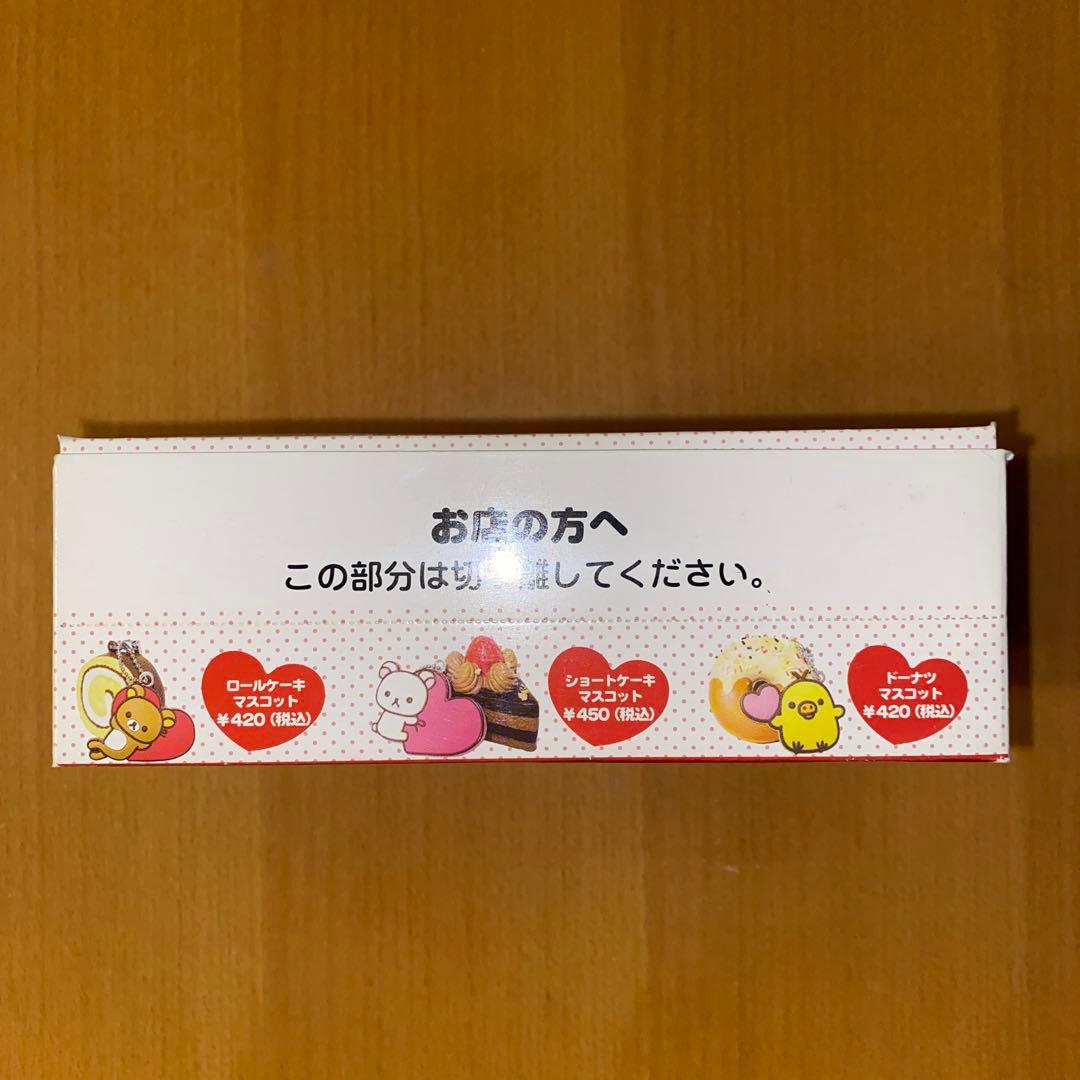 お店の方へ
この部分は切り離してください。
ロールケーキ
マスコット
¥420(税込)
ショートケーキ
マスコット
¥450(税込)
ドーナツ
マスコット
¥420(税込)